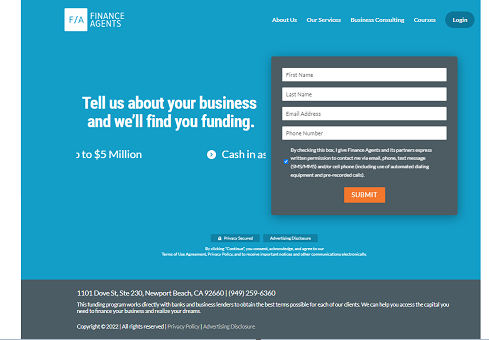 F/A FINANCE
AGENTS
About Us Our Services Business Consulting Courses Login
Tell us about your business
and we'll find you funding.
to $5 Million Cash in as
First Name
Last Name
Email Address
Phone Number
By checking this box, I give Finance Agents and its partners express
written permission to contact me via email, phone, text message
(SMS/MMS) and/or cell phone (including use of automated dialing
equipment and pre-recorded calls).
SUBMIT
Privacy Secured Advertising Disclosure
By clicking "Continue", you consent, acknowledge, and agree to our
Terms of Use Agreement, Privacy Policy, and to receive important notices and other communications electronically.
1101 Dove St, Ste 230, Newport Beach, CA 92660 | (949) 259-6360
This funding program works directly with banks and business lenders to obtain the best terms possible for each of our clients. We can help you access the capital you
need to finance your business and realize your dreams.
Copyright © 2022 | All rights reserved | Privacy Policy | Advertising Disclosure